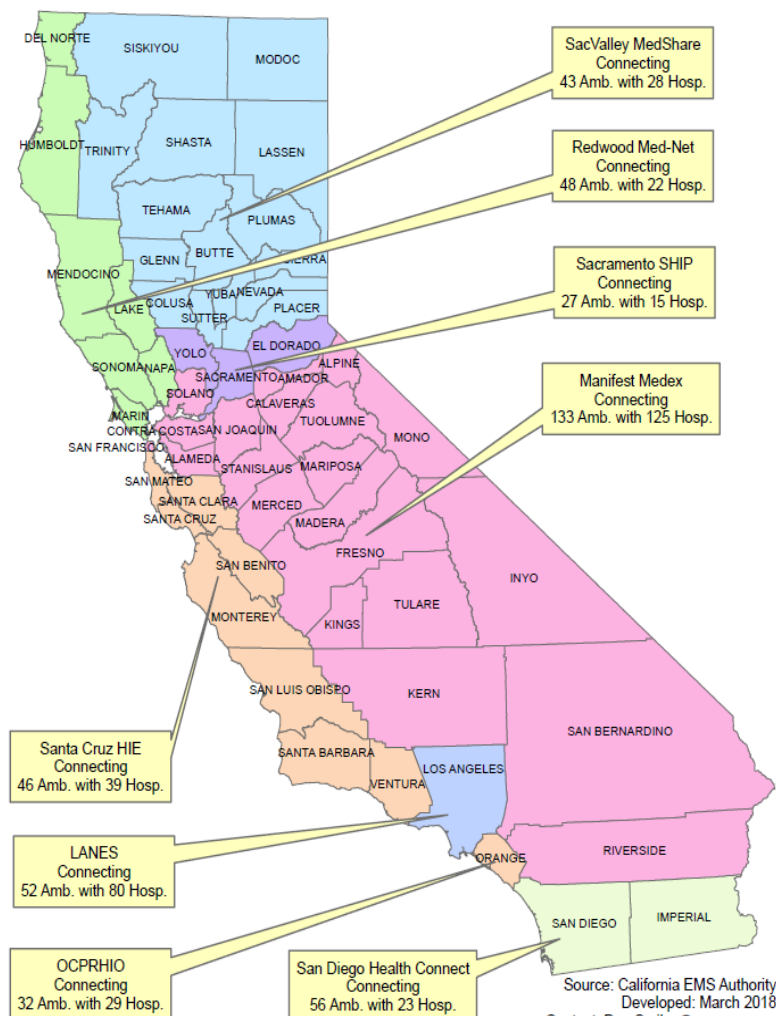 DEL NORTE
SISKIYOU
MODOC
SacValley MedShare
Connecting
43 Amb. with 28 Hosp.
HUMBOLDT
TRINITY
SHASTA
LASSEN
Redwood Med-Net
Connecting
48 Amb. with 22 Hosp.
TEHAMA
PLUMAS
MENDOCINO
GLENN
BUTTE
Sacramento SHIP
Connecting
27 Amb. with 15 Hosp.
LAKE
COLUSA
YUBA
NEVADA
SUTTER
PLACER
SONOMA
NAPA
YOLO
EL DORADO
ALPINE
SACRAMENTO
AMADOR
SOLANO
CALAVERAS
Manifest Medex
Connecting
133 Amb. with 125 Hosp.
MARIN
CONTRA COSTA
SAN JOAQUIN
TUOLUMNE
MONO
SAN FRANCISCO
ALAMEDA
STANISLAUS
MARIPOSA
SAN MATEO
SANTA CLARA
SANTA CRUZ
MERCED
MADERA
FRESNO
SAN BENITO
INYO
MONTEREY
KINGS
TULARE
SAN LUIS OBISPO
KERN
SAN BERNARDINO
Santa Cruz HIE
Connecting
46 Amb. with 39 Hosp.
SANTA BARBARA
VENTURA
LOS ANGELES
LANES
Connecting
52 Amb. with 80 Hosp.
ORANGE
RIVERSIDE
SAN DIEGO
IMPERIAL
OCPRHIO
Connecting
32 Amb. with 29 Hosp.
San Diego Health Connect
Connecting
56 Amb. with 23 Hosp.
Source: California EMS Authority
Developed: March 2018